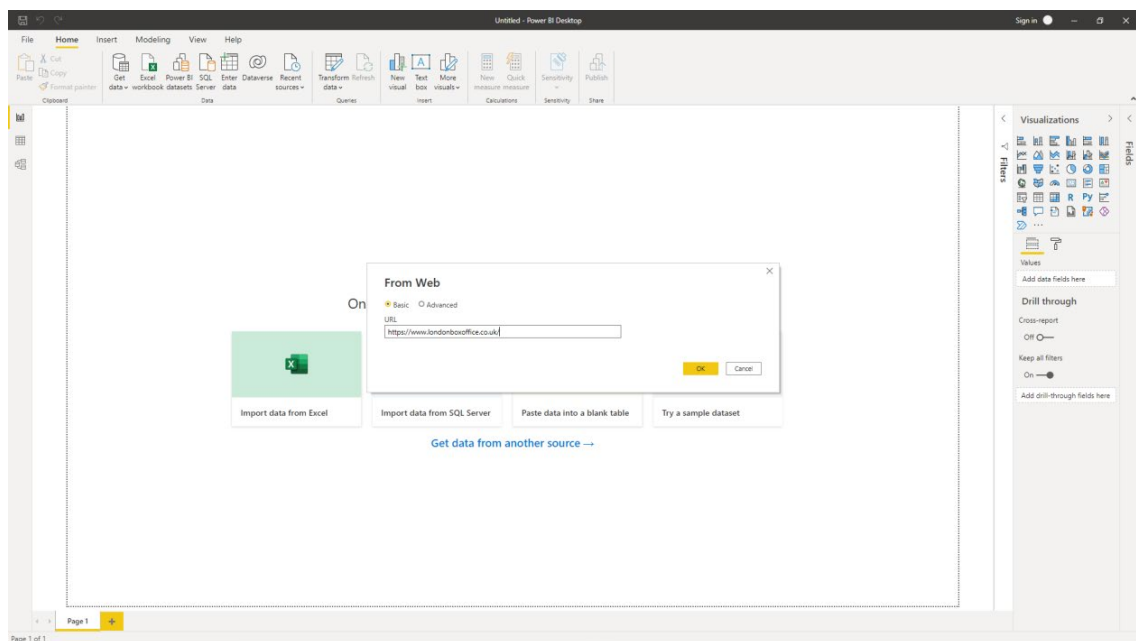 Untitled - Power BI Desktop
Sign in
File Home Insert Modeling View Help
Paste
Cut
Copy
Format painter
Clipboard
Get data
Excel workbook
Power BI datasets
SQL Server
Enter data
Dataverse
Recent sources
Data
Transform data
Refresh
Queries
New visual
Text box
More visuals
Insert
New measure
Quick measure
Calculations
Sensitivity
Sensitivity
Publish
Share
Filters
Visualizations
Fields
R Py
Values
Add data fields here
Drill through
Cross-report
Off
Keep all filters
On
Add drill-through fields here
On
From Web
Basic Advanced
URL
https://www.londonboxoffice.co.uk/
OK Cancel
Import data from Excel
Import data from SQL Server
Paste data into a blank table
Try a sample dataset
Get data from another source →
Page 1
Page 1 of 1